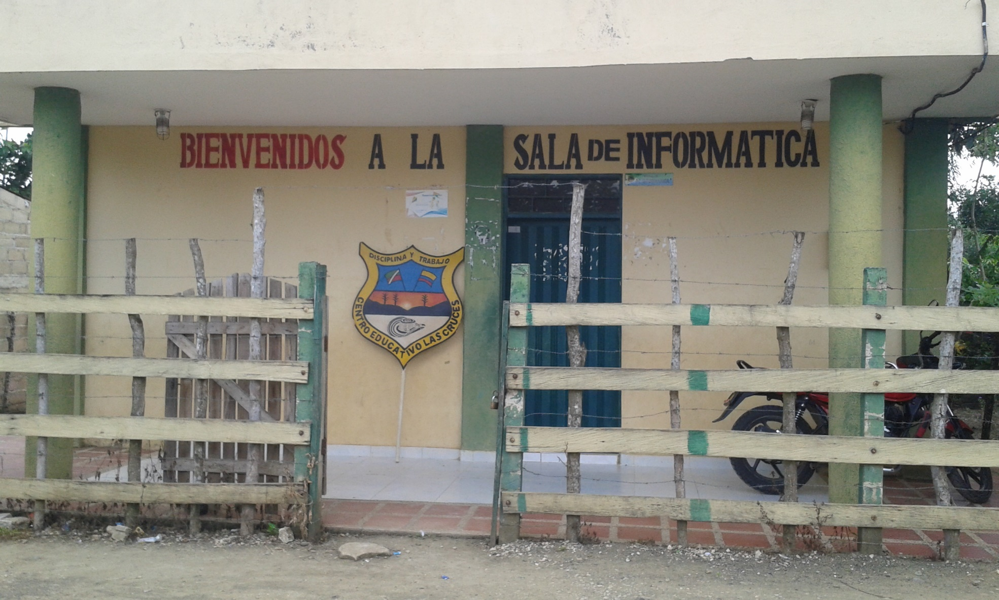 BIENVENIDOS A LA SALA DE INFORMATICA
DISCIPLINA Y TRABAJO
CENTRO EDUCATIVO LAS CRUCES